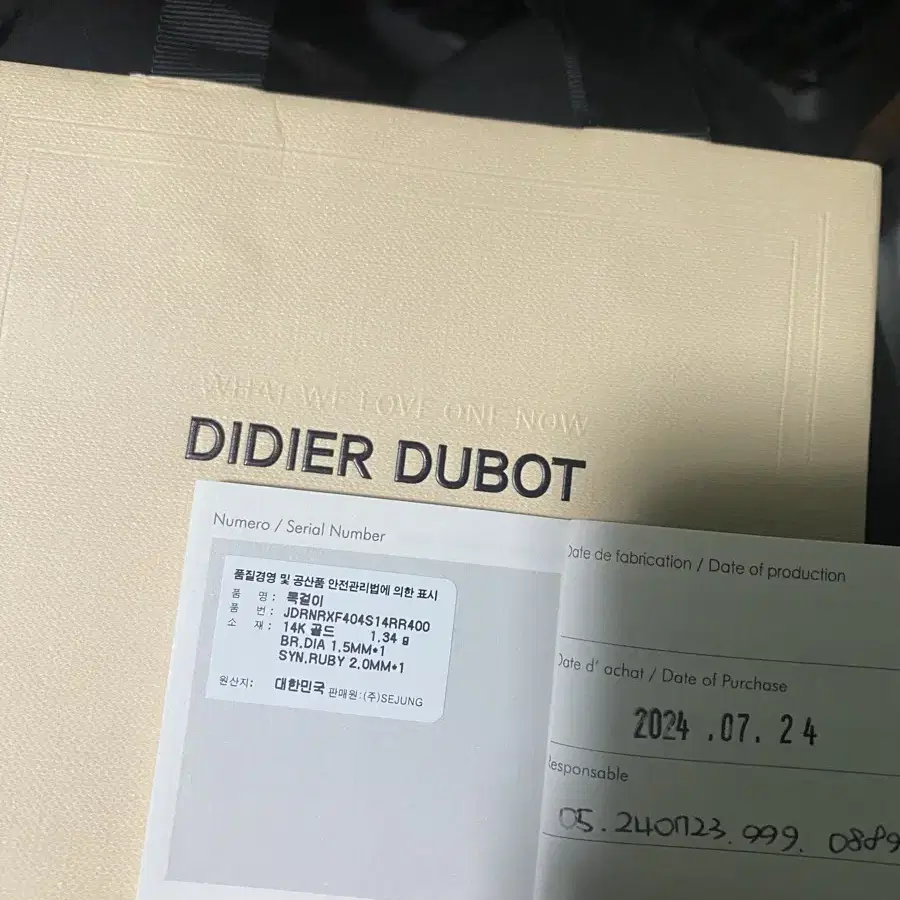 WHAT WE LOVE ONE NOW
DIDIER DUBOT
Numero / Serial Number
품질경영 및 공산품 안전관리법에 의한 표시
품 명: 목걸이
품 번: JDRNRXF404S14RR400
소 재: 14K 골드 1.34 g
BR.DIA 1.5MM*1
SYN.RUBY 2.0MM*1
원산지: 대한민국 판매원:(주)SEJUNG
Date de fabrication / Date of production
Date d' achat / Date of Purchase
2024 .07. 24
Responsable
05. 240723. 999. 0889